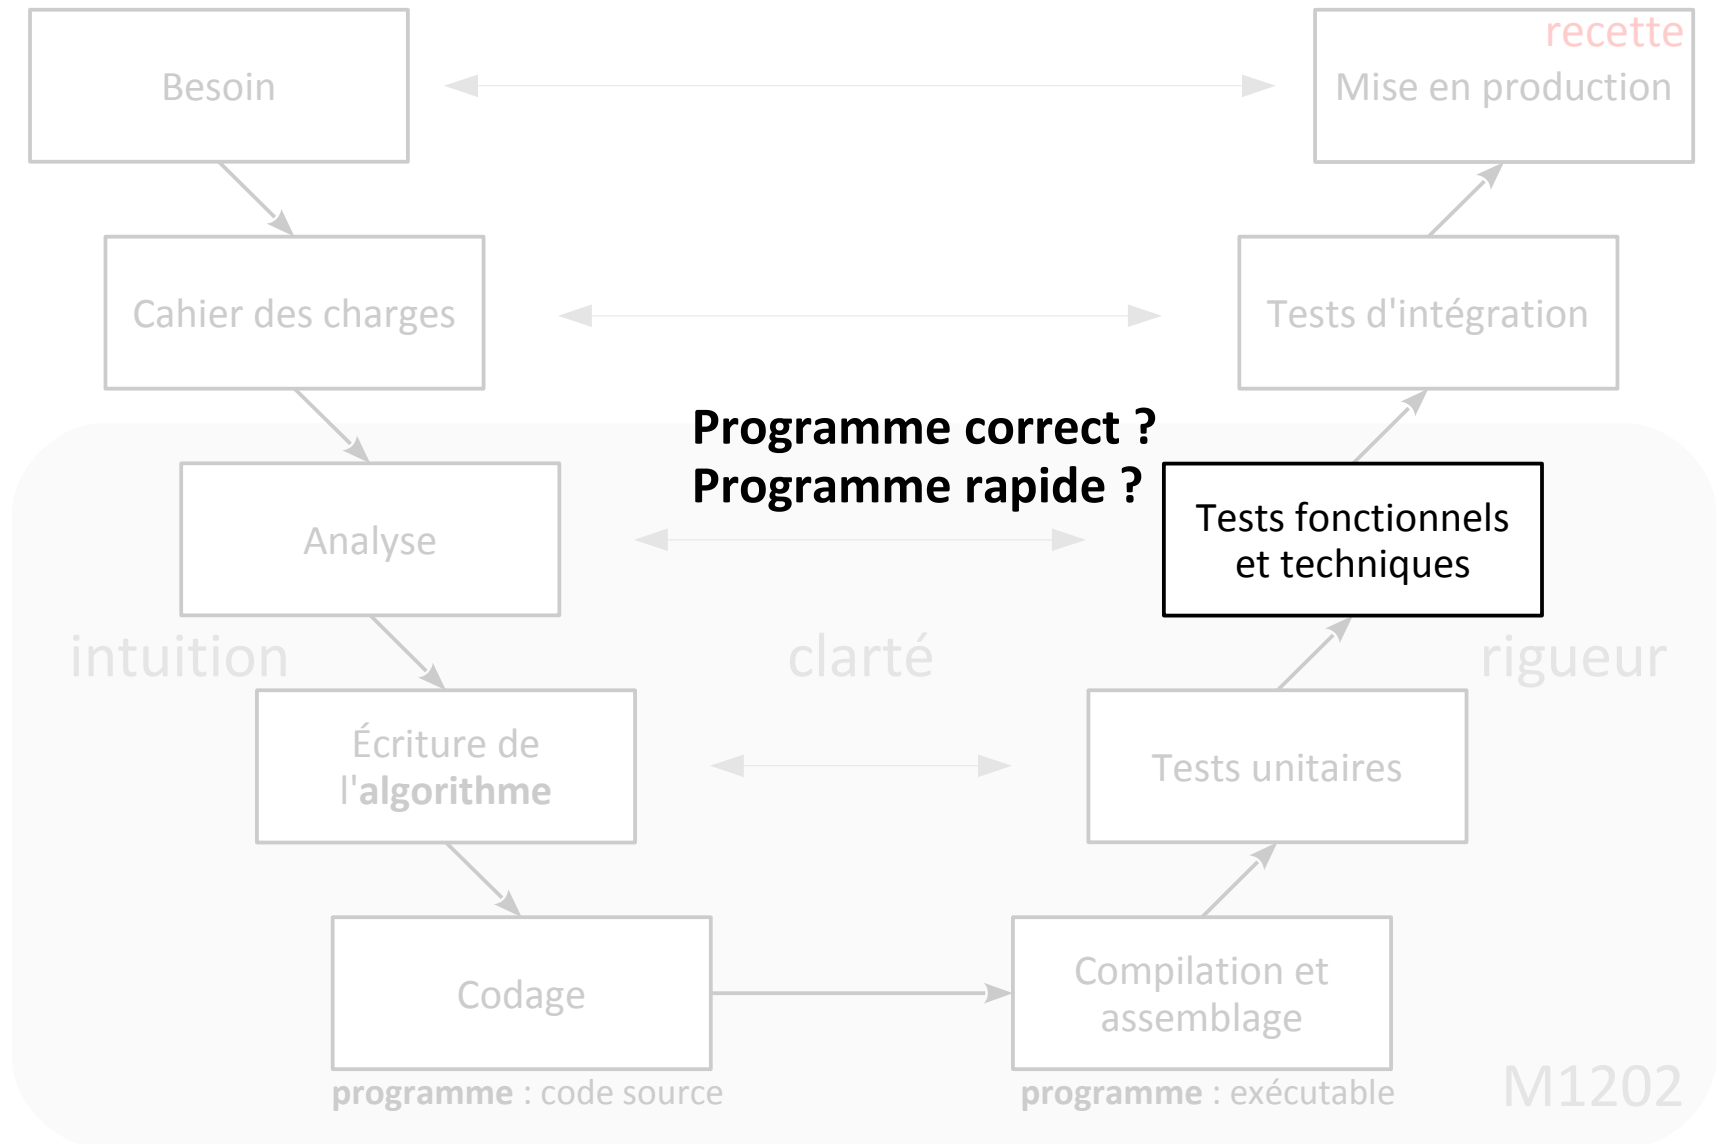 recette
Besoin
Mise en production
Cahier des charges
Tests d'intégration
Programme correct ?
Programme rapide ?
Analyse
Tests fonctionnels
et techniques
intuition
clarté
rigueur
Écriture de
l'algorithme
Tests unitaires
Codage
Compilation et
assemblage
programme : code source
programme : exécutable
M1202